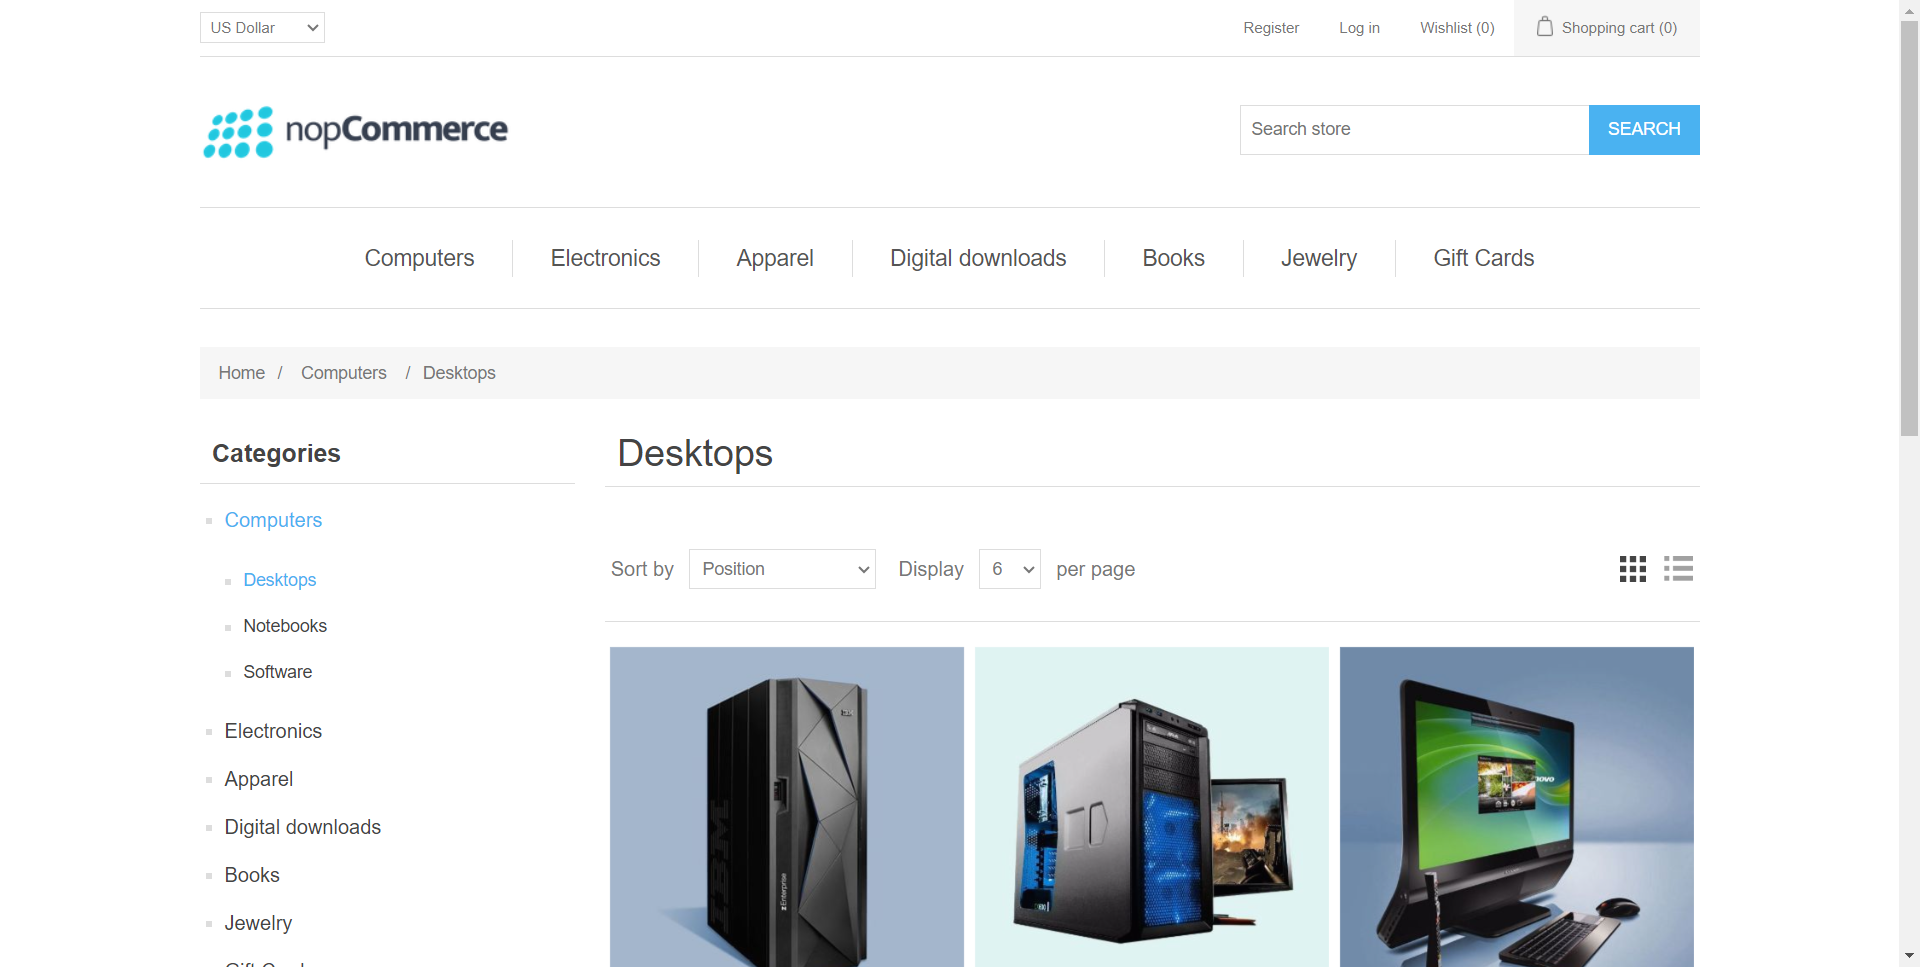 US Dollar
Register
Log in
Wishlist (0)
Shopping cart (0)
nopCommerce
Search store
SEARCH
Computers
Electronics
Apparel
Digital downloads
Books
Jewelry
Gift Cards
Home / Computers / Desktops
Categories
Computers
Desktops
Notebooks
Software
Electronics
Apparel
Digital downloads
Books
Jewelry
Desktops
Sort by Position Display 6 per page
IBM
IBM
zEnterprise